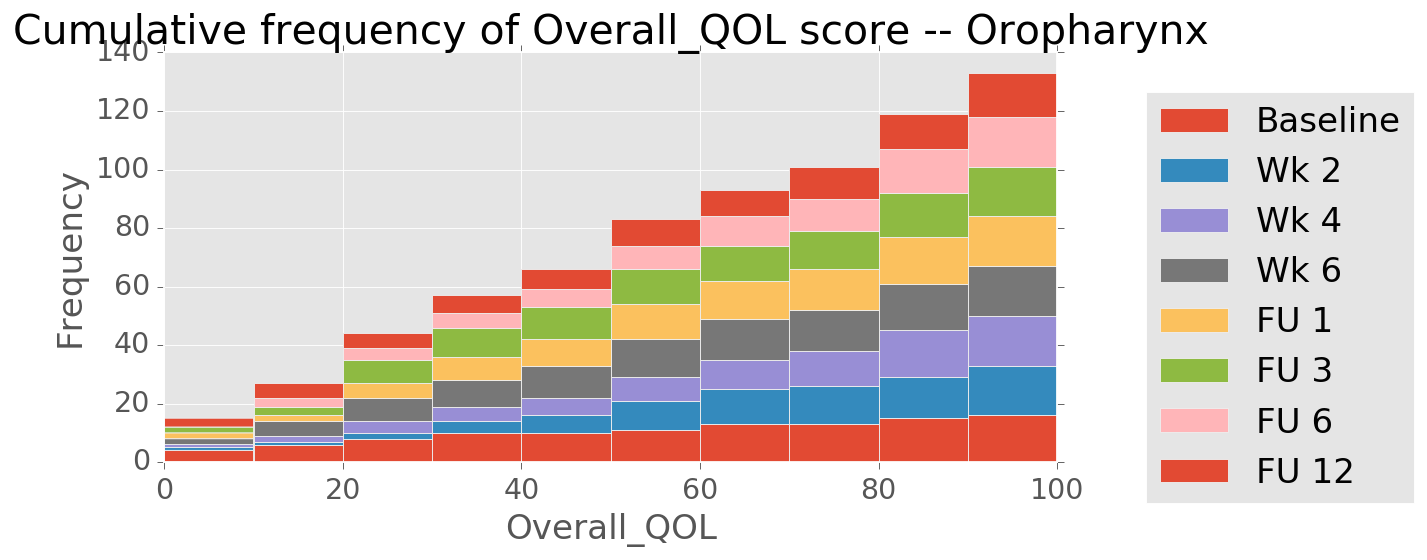 Cumulative frequency of Overall_QOL score -- Oropharynx
140
120
100
80
60
40
20
0
Frequency
0 20 40 60 80 100
Overall_QOL
Baseline
Wk 2
Wk 4
Wk 6
FU 1
FU 3
FU 6
FU 12